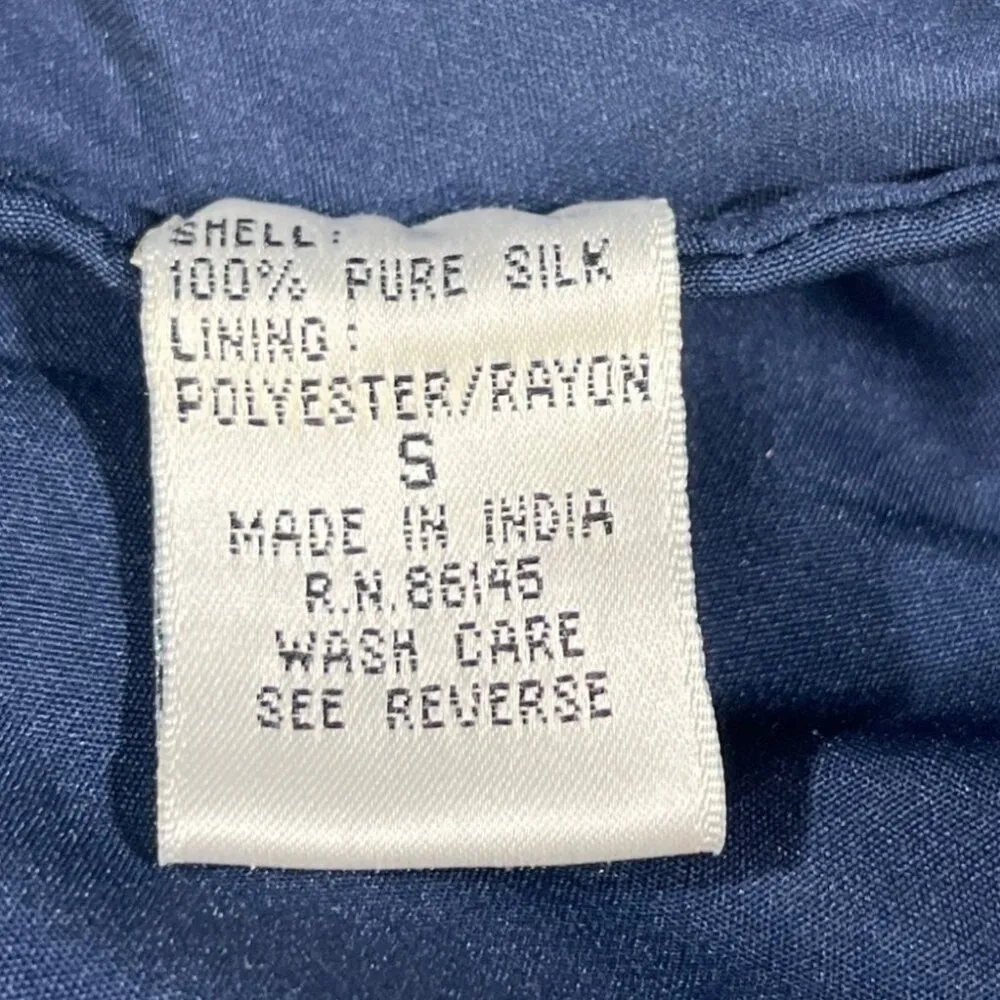 SHELL:
100% PURE SILK
LINING:
POLYESTER/RAYON
S
MADE IN INDIA
R.N.86145
WASH CARE
SEE REVERSE